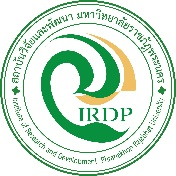 สถาบันวิจัยและพัฒนา มหาวิทยาลัยราชภัฏพระนคร
IRDP
Institute of Research and Development, Phranakhon Rajabhat University